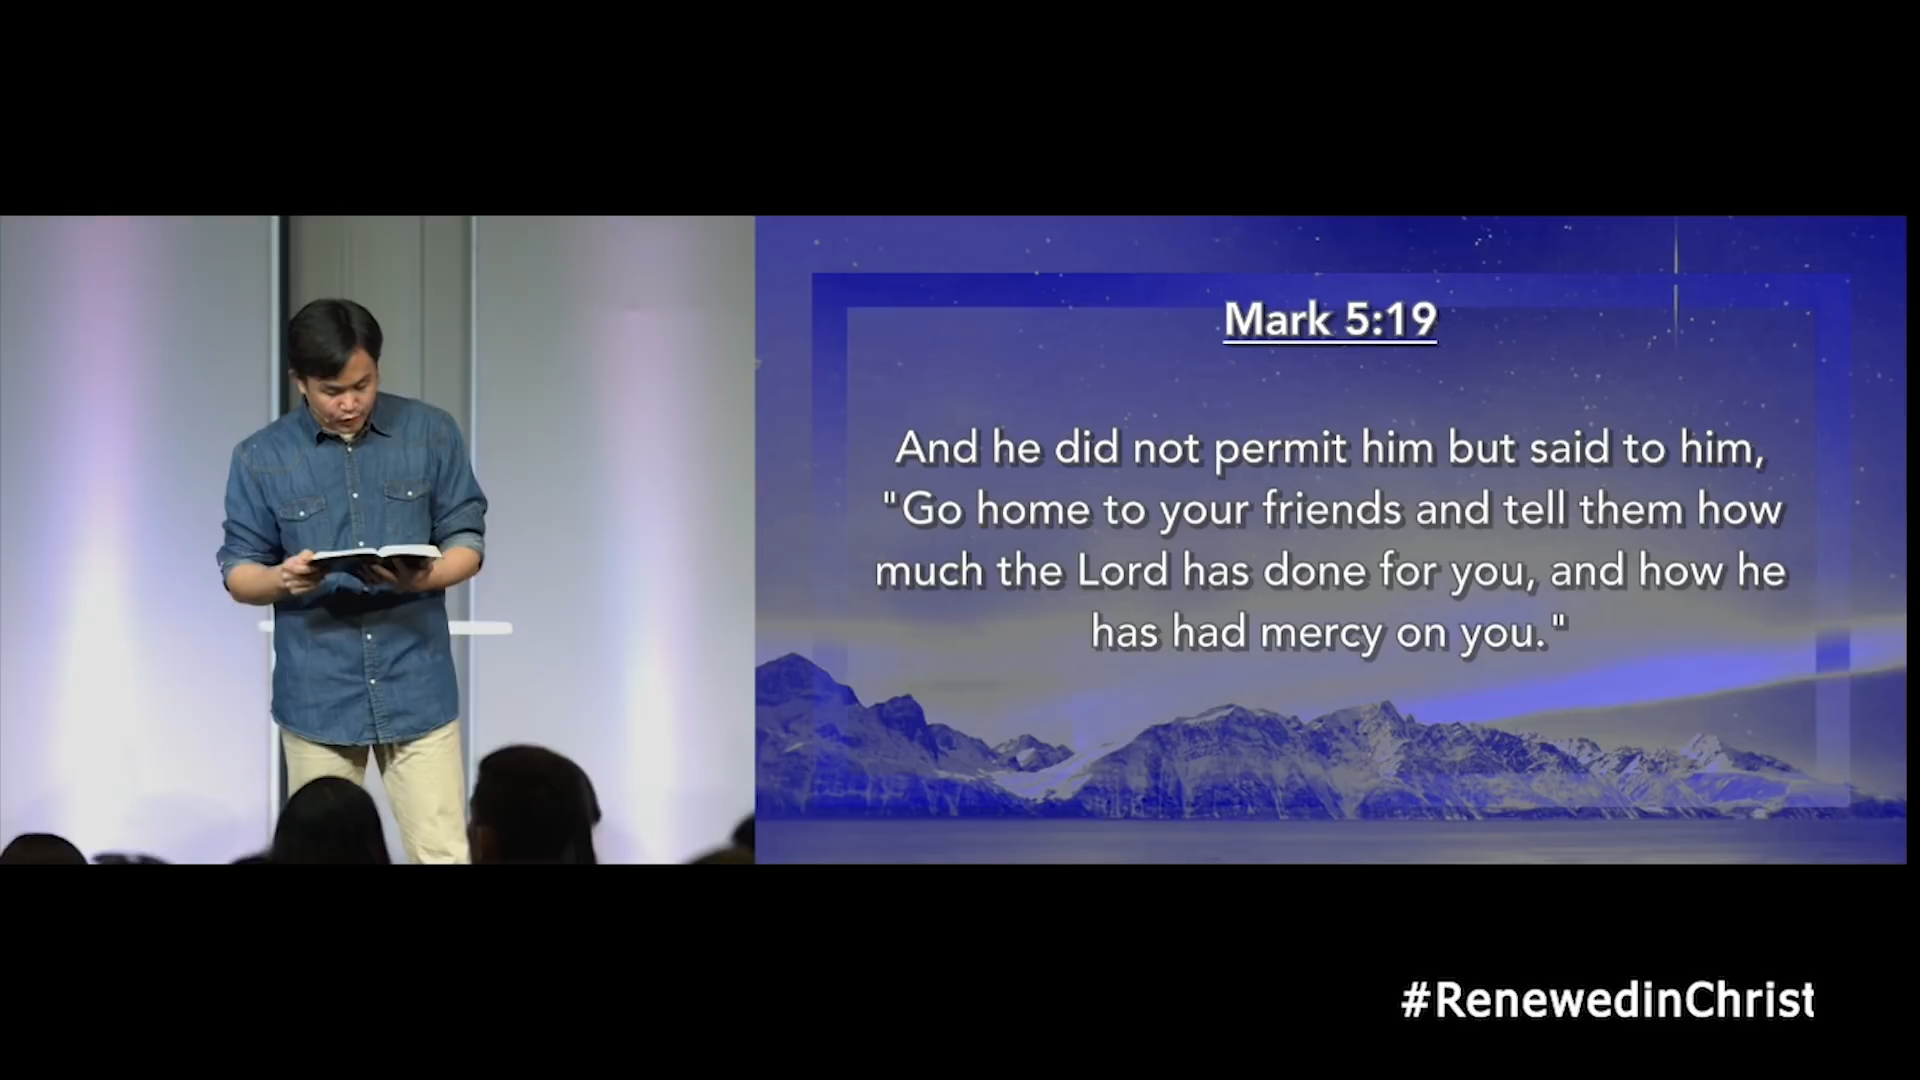 Mark 5:19
And he did not permit him but said to him,
"Go home to your friends and tell them how
much the Lord has done for you, and how he
has had mercy on you."
#RenewedinChrist